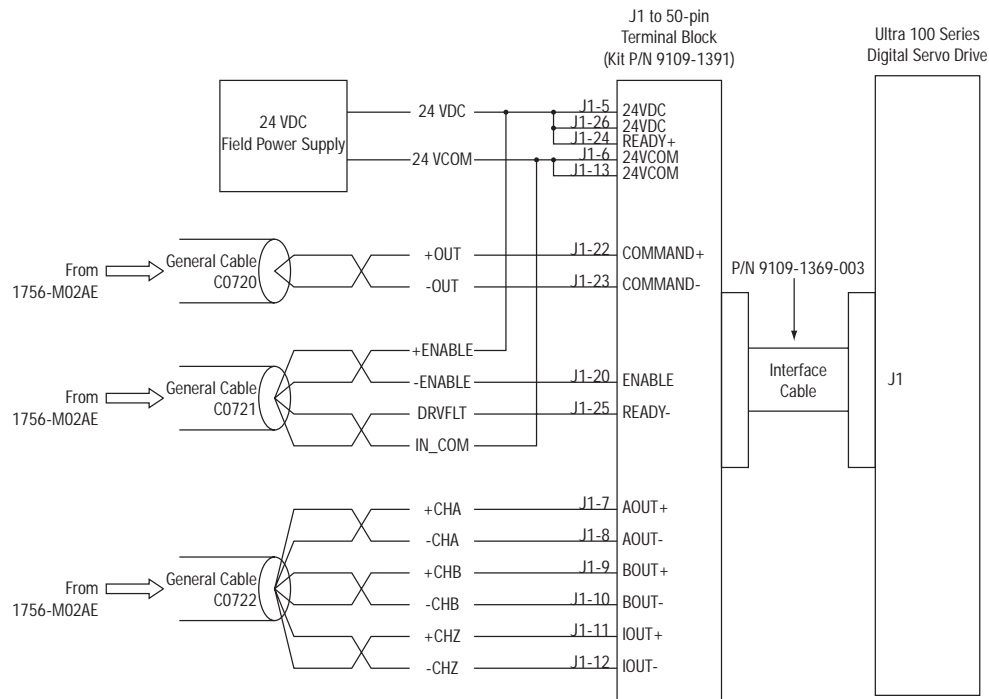 J1 to 50-pin
Terminal Block
(Kit P/N 9109-1391)
Ultra 100 Series
Digital Servo Drive
24 VDC
Field Power Supply
24 VDC
J1-5 24VDC
J1-26 24VDC
J1-24 READY+
24 VCOM
J1-6 24VCOM
J1-13 24VCOM
From
1756-M02AE
General Cable
C0720
+OUT
J1-22 COMMAND+
-OUT
J1-23 COMMAND-
P/N 9109-1369-003
Interface
Cable
J1
From
1756-M02AE
General Cable
C0721
+ENABLE
-ENABLE
J1-20 ENABLE
DRVFLT
J1-25 READY-
IN_COM
From
1756-M02AE
General Cable
C0722
+CHA
J1-7 AOUT+
-CHA
J1-8 AOUT-
+CHB
J1-9 BOUT+
-CHB
J1-10 BOUT-
+CHZ
J1-11 IOUT+
-CHZ
J1-12 IOUT-